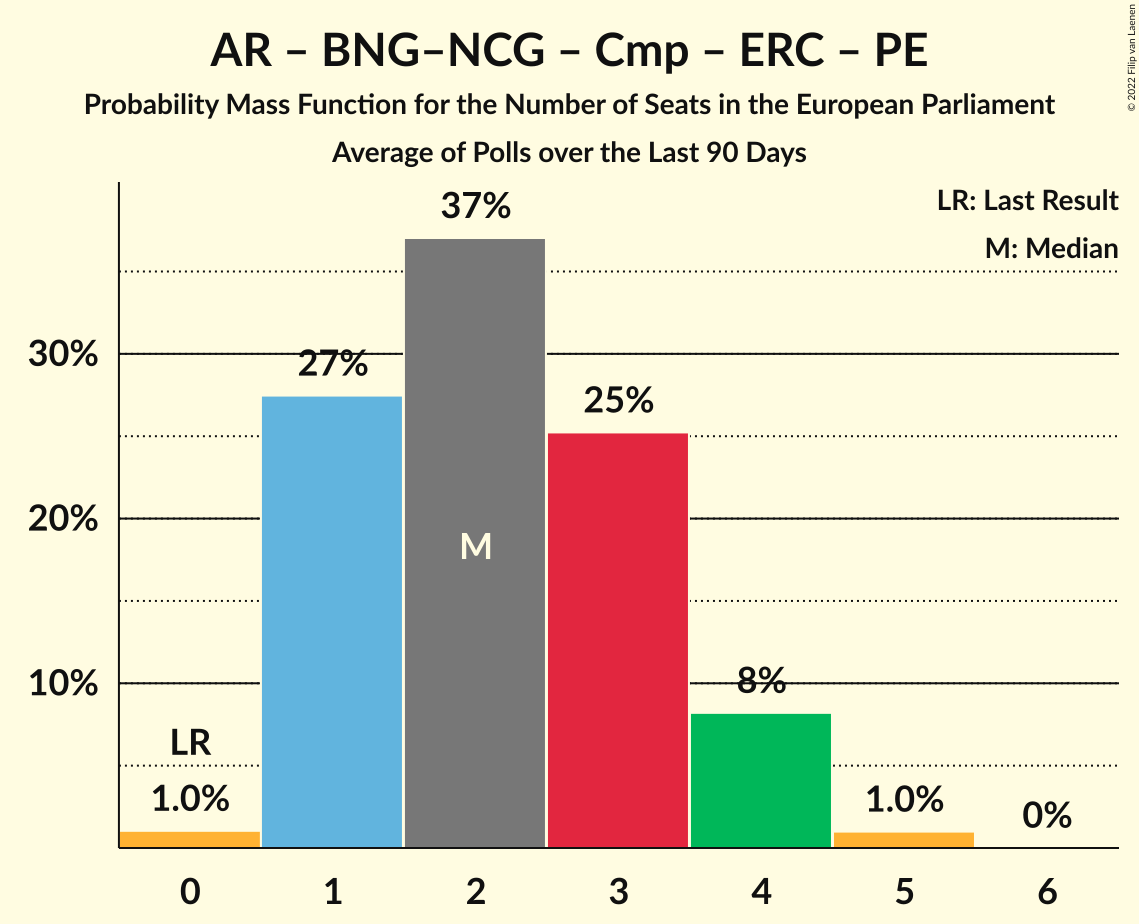 AR – BNG–NCG – Cmp – ERC – PE
Probability Mass Function for the Number of Seats in the European Parliament
Average of Polls over the Last 90 Days
© 2022 Filip van Laenen
LR: Last Result
M: Median
37%
30%
27%
25%
20%
M
10%
8%
LR
1.0%
1.0%
0%
0 1 2 3 4 5 6